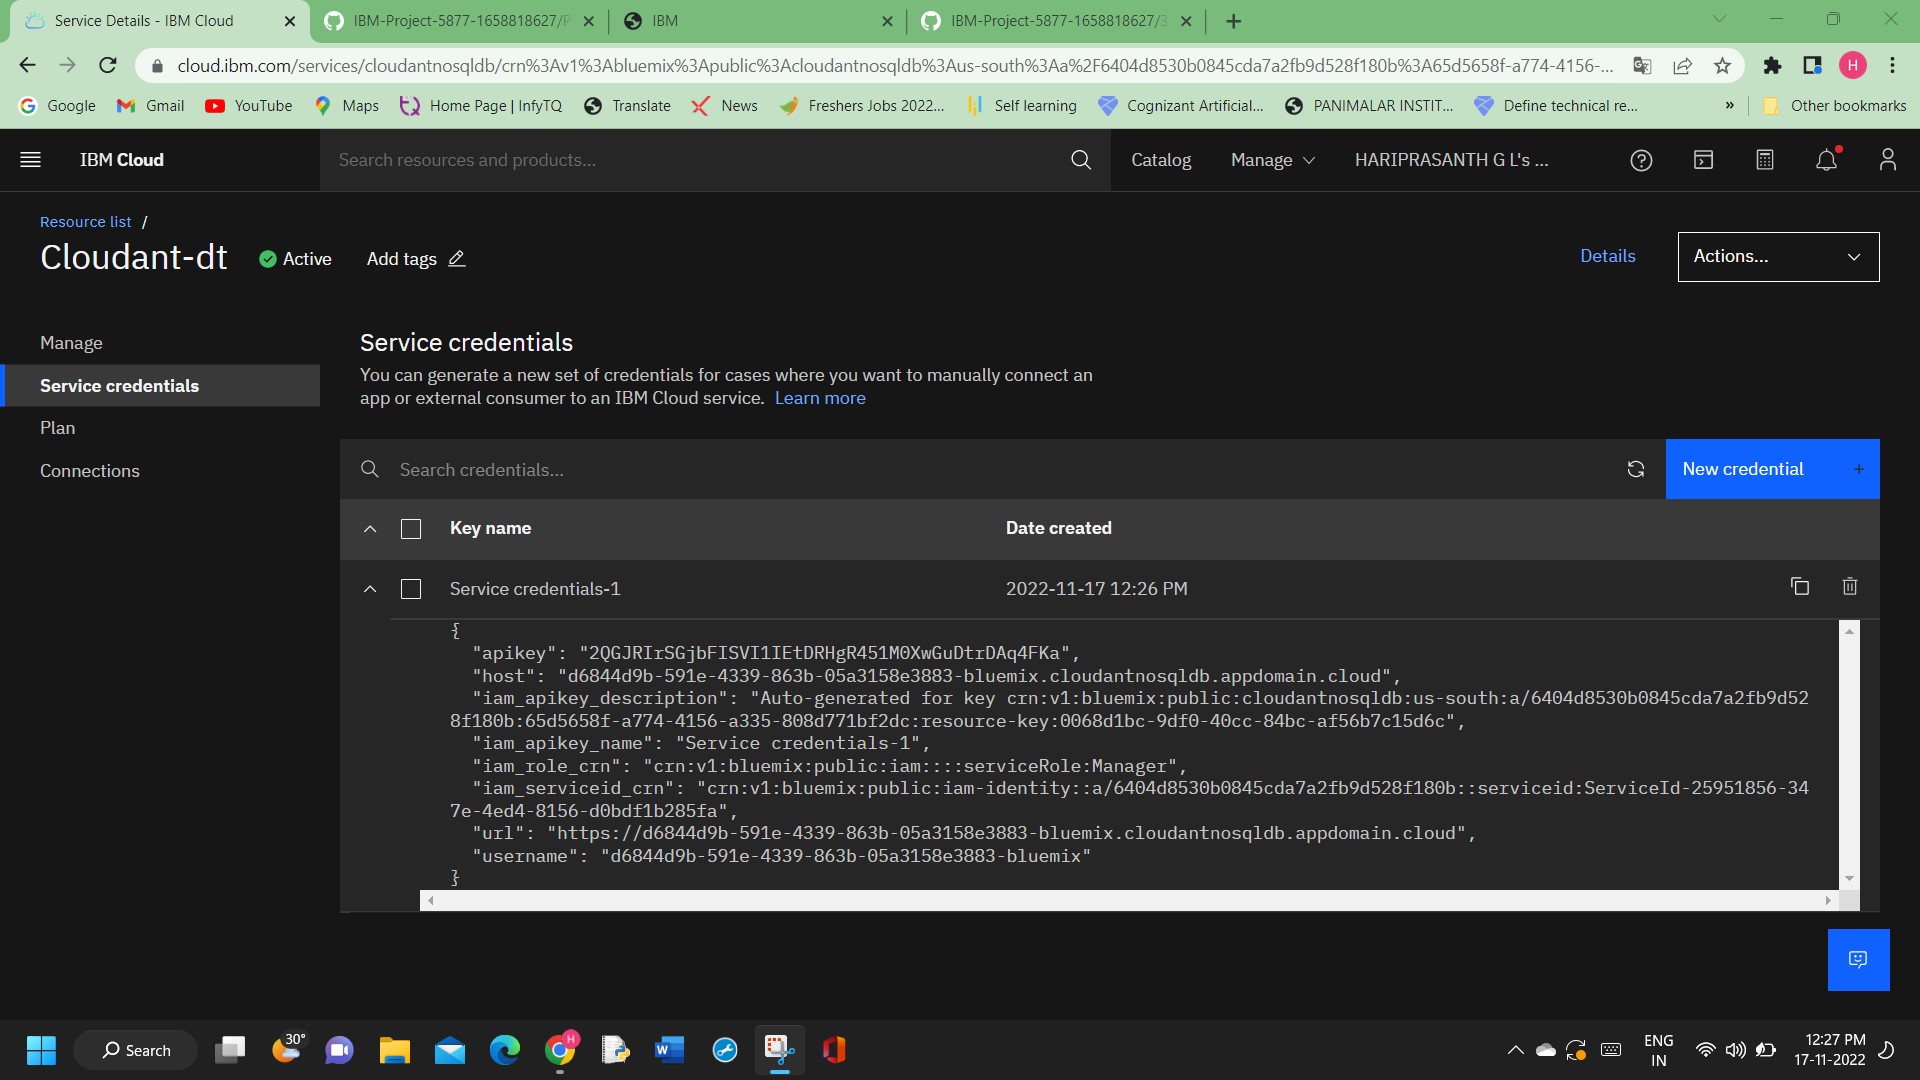 Service Details - IBM Cloud
IBM-Project-5877-1658818627/P
IBM
IBM-Project-5877-1658818627/3
cloud.ibm.com/services/cloudantnosqldb/crn%3Av1%3Abluemix%3Apublic%3Acloudantnosqldb%3Aus-south%3Aa%2F6404d8530b0845cda7a2fb9d528f180b%3A65d5658f-a774-4156-...
H
Google
Gmail
YouTube
Maps
Home Page | InfyTQ
Translate
News
Freshers Jobs 2022...
Self learning
Cognizant Artificial...
PANIMALAR INSTIT...
Define technical re...
»
Other bookmarks
IBM Cloud
Search resources and products...
Catalog
Manage
HARIPRASANTH G L's ...
Resource list /
Cloudant-dt
Active
Add tags
Details
Actions...
Manage
Service credentials
Plan
Connections
Service credentials
You can generate a new set of credentials for cases where you want to manually connect an
app or external consumer to an IBM Cloud service. Learn more
Search credentials...
New credential +
Key name
Date created
Service credentials-1
2022-11-17 12:26 PM
{
"apikey": "2QGJRIrSGjbFISVI1IEtDRHgR451M0XwGuDtrDAq4FKa",
"host": "d6844d9b-591e-4339-863b-05a3158e3883-bluemix.cloudantnosqldb.appdomain.cloud",
"iam_apikey_description": "Auto-generated for key crn:v1:bluemix:public:cloudantnosqldb:us-south:a/6404d8530b0845cda7a2fb9d52
8f180b:65d5658f-a774-4156-a335-808d771bf2dc:resource-key:0068d1bc-9df0-40cc-84bc-af56b7c15d6c",
"iam_apikey_name": "Service credentials-1",
"iam_role_crn": "crn:v1:bluemix:public:iam::::serviceRole:Manager",
"iam_serviceid_crn": "crn:v1:bluemix:public:iam-identity::a/6404d8530b0845cda7a2fb9d528f180b::serviceid:ServiceId-25951856-34
7e-4ed4-8156-d0bdf1b285fa",
"url": "https://d6844d9b-591e-4339-863b-05a3158e3883-bluemix.cloudantnosqldb.appdomain.cloud",
"username": "d6844d9b-591e-4339-863b-05a3158e3883-bluemix"
}
Search
30°
H
ENG
IN
12:27 PM
17-11-2022